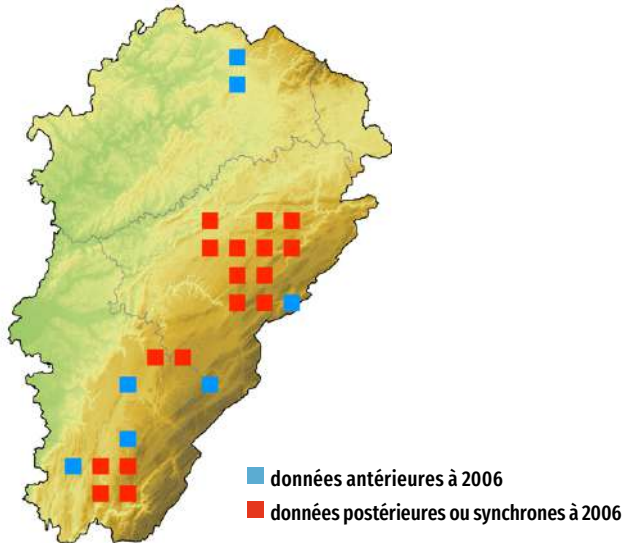 données antérieures à 2006
données postérieures ou synchrones à 2006